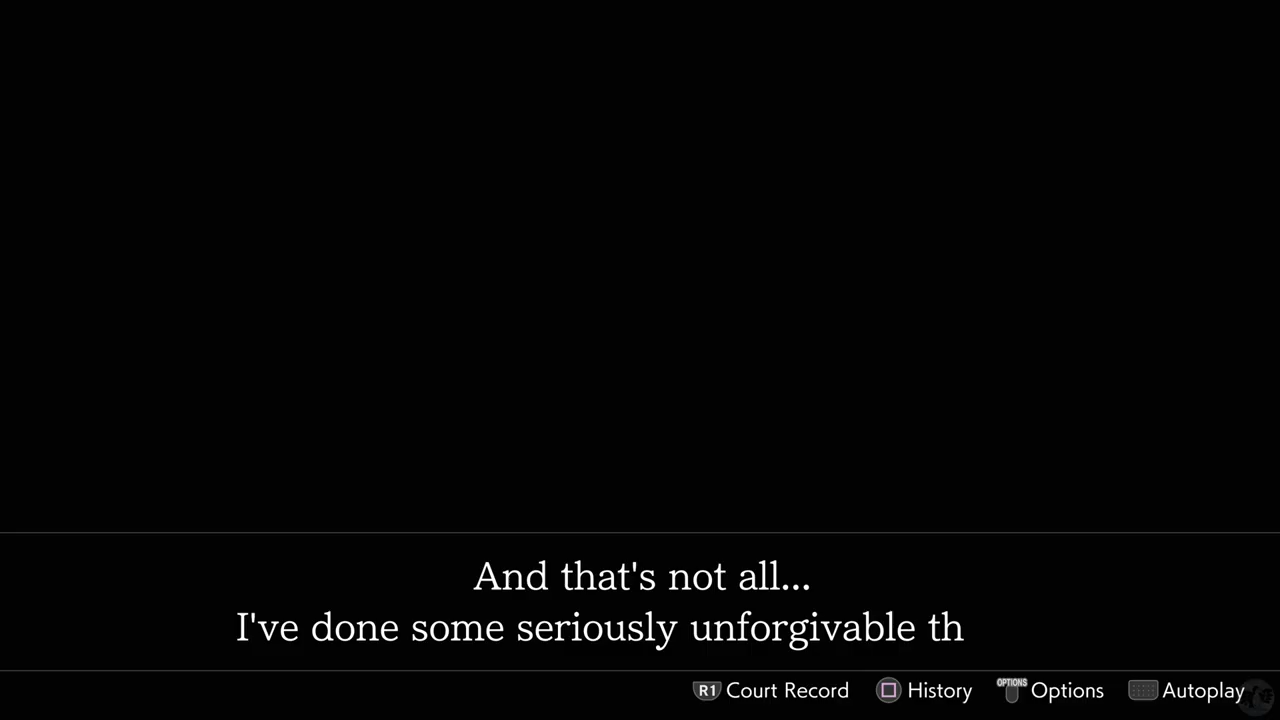 And that's not all...
I've done some seriously unforgivable th
R1 Court Record History OPTIONS Options Autoplay